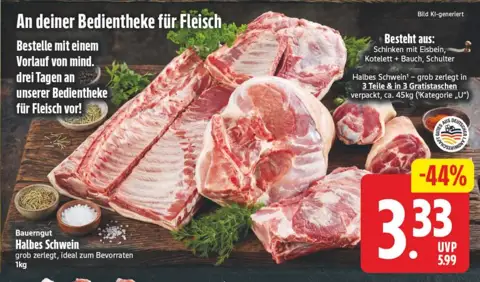 An deiner Bedientheke für Fleisch
Bild KI-generiert
Bestelle mit einem
Vorlauf von mind.
drei Tagen an
unserer Bedientheke
für Fleisch vor!
Besteht aus:
Schinken mit Eisbein,
Kotelett + Bauch, Schulter
Halbes Schwein¹ – grob zerlegt in
3 Teile & in 3 Gratistaschen
verpackt, ca. 45kg (¹Kategorie „U“)
-44%
3.33
UVP
5.99
Bauerngut
Halbes Schwein
grob zerlegt, ideal zum Bevorraten
1kg